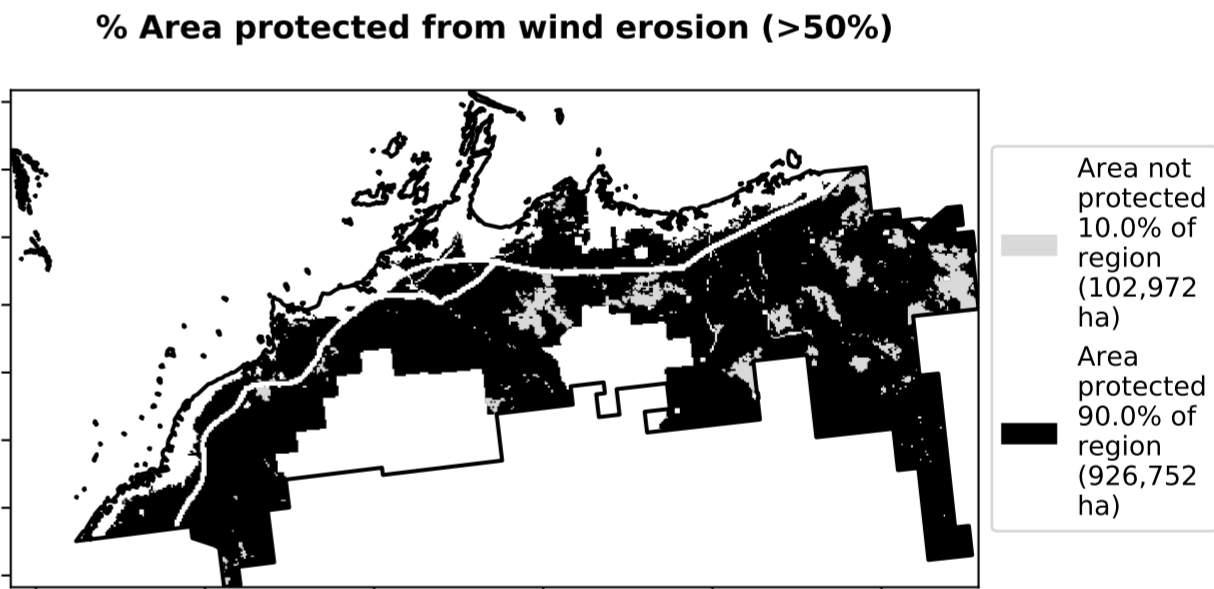 % Area protected from wind erosion (>50%)
Area not
protected
10.0% of
region
(102,972
ha)
Area
protected
90.0% of
region
(926,752
ha)